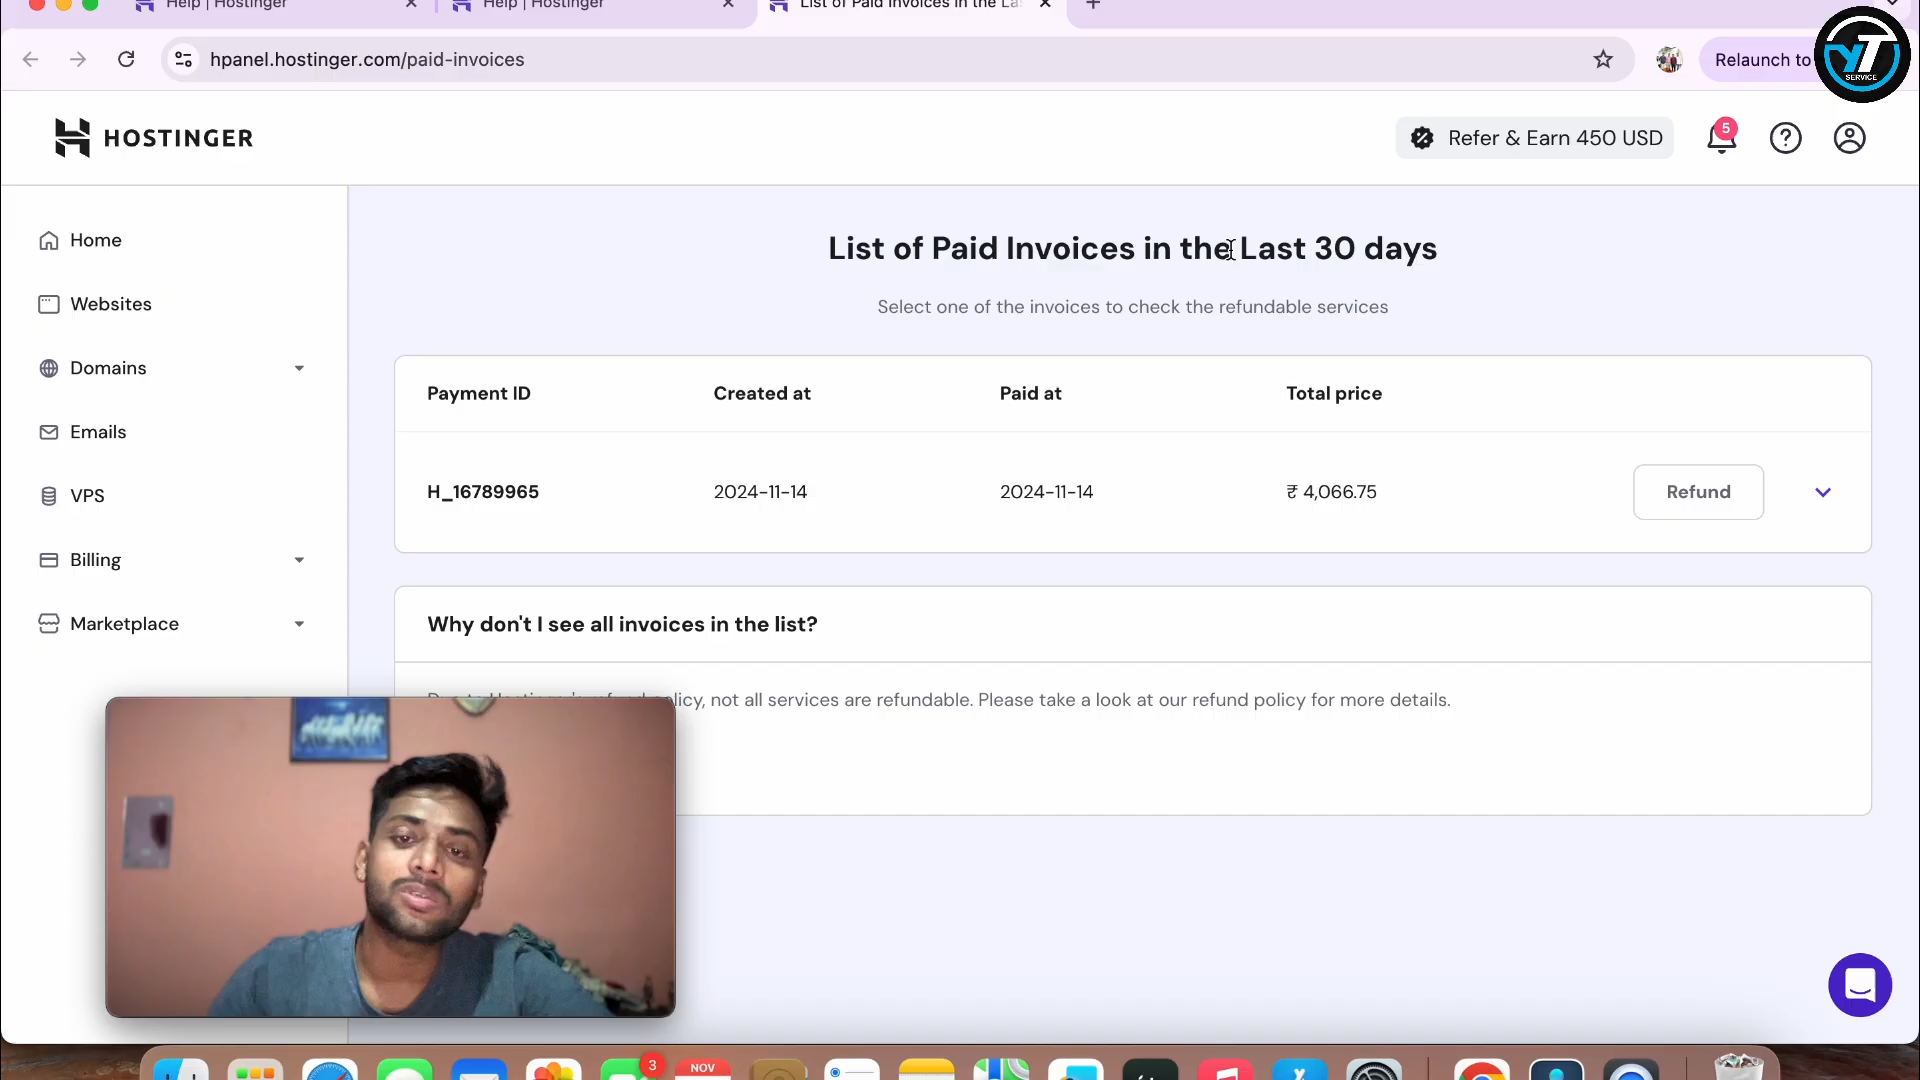 Help | Hostinger
Help | Hostinger
List of Paid Invoices in the La
hpanel.hostinger.com/paid-invoices
Relaunch to
YT
SERVICE
HOSTINGER
Refer & Earn 450 USD
5
Home
Websites
Domains
Emails
VPS
Billing
Marketplace
List of Paid Invoices in the Last 30 days
Select one of the invoices to check the refundable services
Payment ID Created at Paid at Total price
H_16789965 2024-11-14 2024-11-14 ₹ 4,066.75 Refund
Why don't I see all invoices in the list?
policy, not all services are refundable. Please take a look at our refund policy for more details.
3
NOV